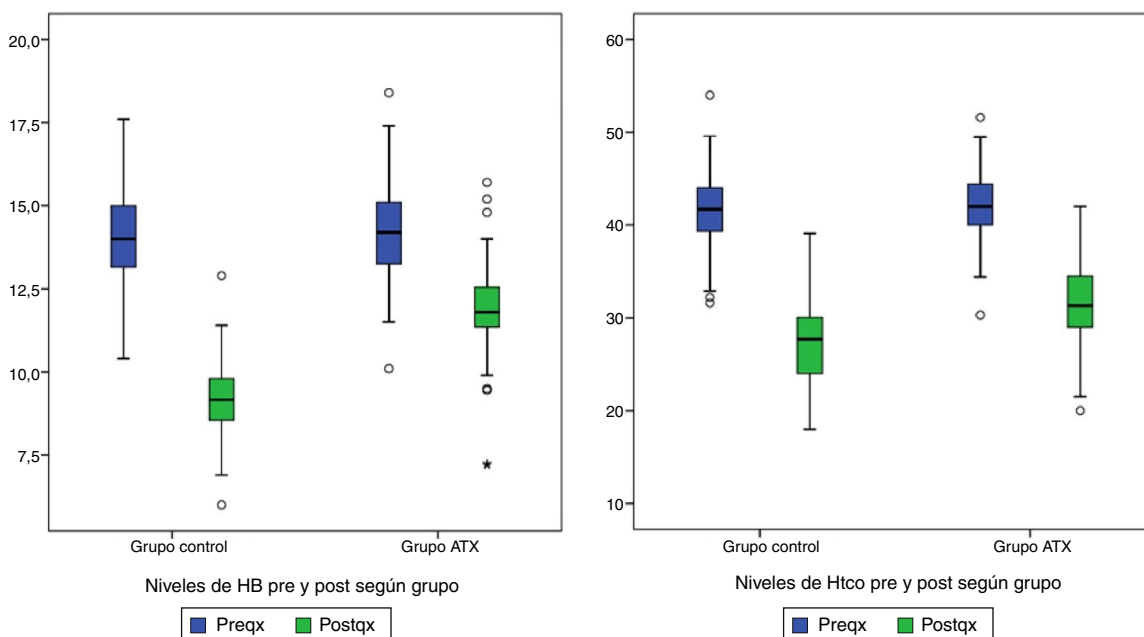 20,0
17,5
15,0
12,5
10,0
7,5
Grupo control
Grupo ATX
Niveles de HB pre y post según grupo
Preqx
Postqx
60
50
40
30
20
10
Grupo control
Grupo ATX
Niveles de Htco pre y post según grupo
Preqx
Postqx